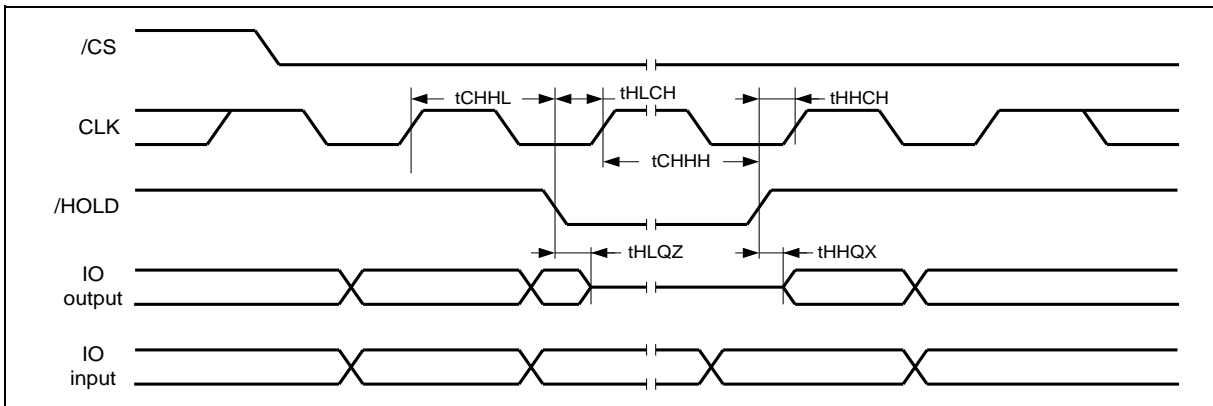 /CS
tCHHL
tHLCH
tHHCH
CLK
tCHHH
/HOLD
tHLQZ
tHHQX
IO
output
IO
input